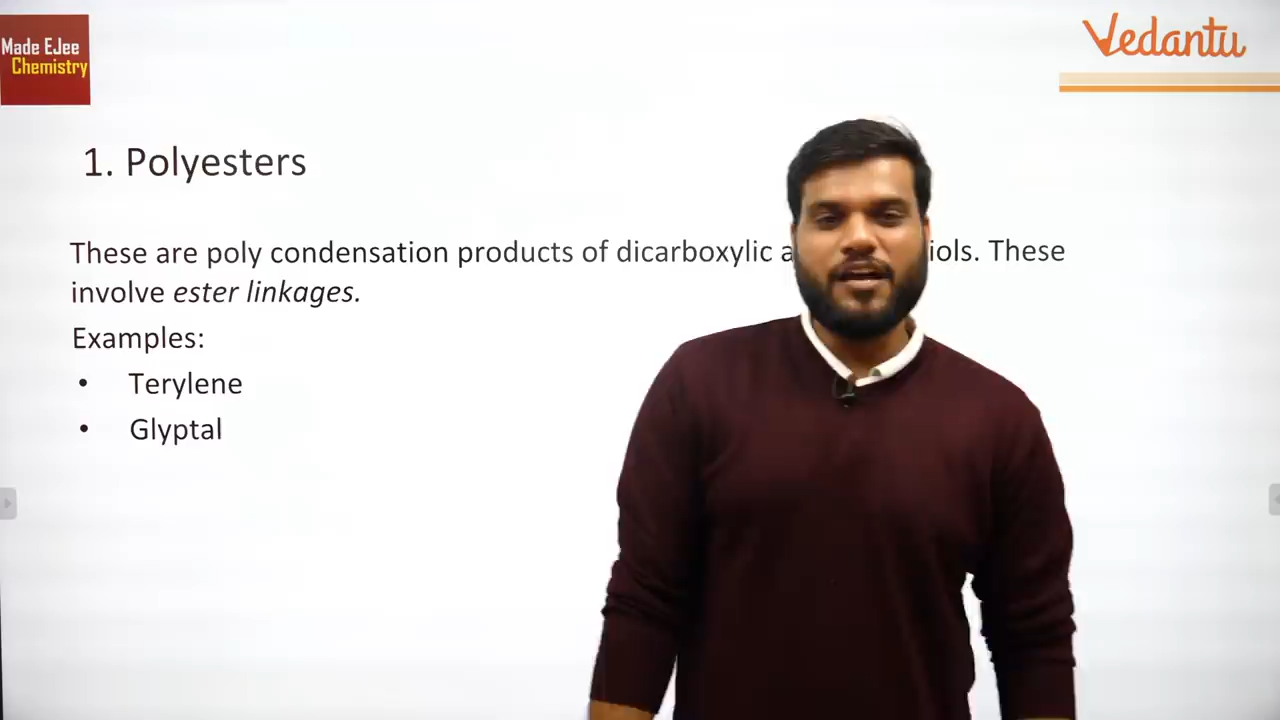 Made EJee
Chemistry
Vedantu
1. Polyesters
These are poly condensation products of dicarboxylic a iols. These
involve ester linkages.
Examples:
• Terylene
• Glyptal